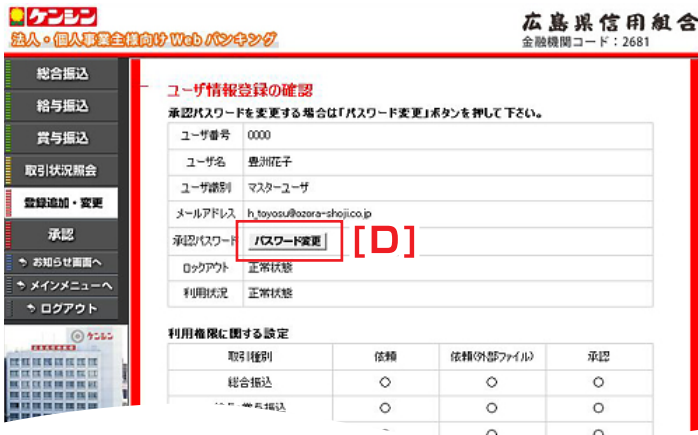 ケンシン
法人・個人事業主様向け Web バンキング
広島県信用組合
金融機関コード：2681
総合振込
給与振込
賞与振込
取引状況照会
登録追加・変更
承認
お知らせ画面へ
メインメニューへ
ログアウト
ケンシン
ユーザ情報登録の確認
承認パスワードを変更する場合は「パスワード変更」ボタンを押して下さい。
ユーザ番号 0000
ユーザ名 豊洲花子
ユーザ識別 マスターユーザ
メールアドレス h_toyosu@ozora-shoji.co.jp
承認パスワード パスワード変更 [D]
ロックアウト 正常状態
利用状況 正常状態
利用権限に関する設定
取引種別 依頼 依頼(外部ファイル) 承認
総合振込 ○ ○ ○
給与・賞与振込 ○ ○ ○